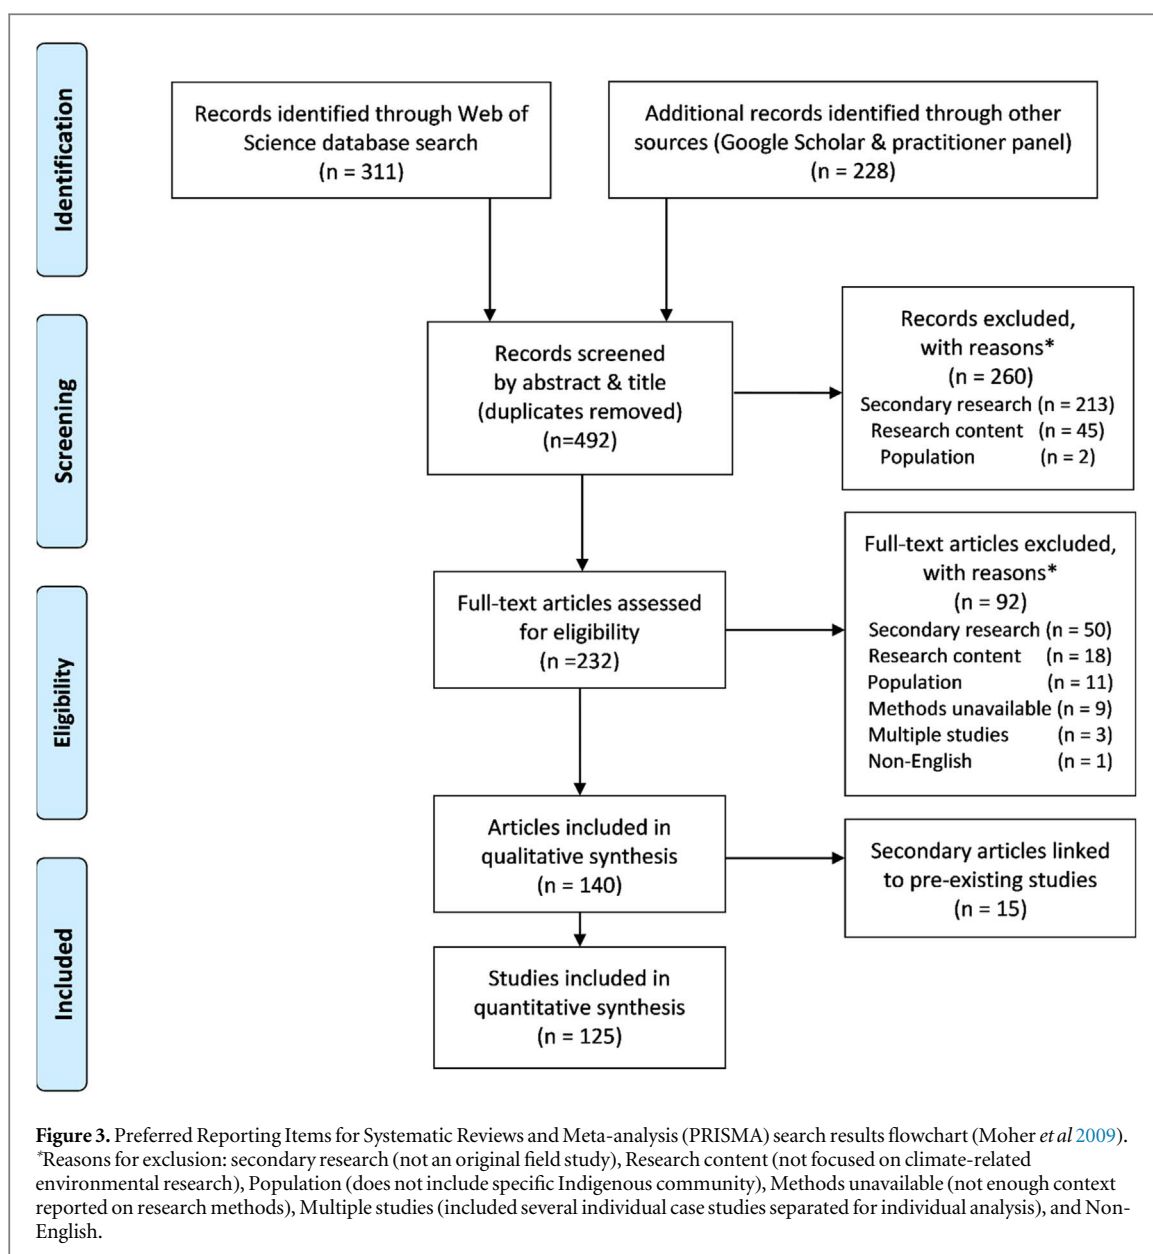 Identification
Records identified through Web of
Science database search
(n = 311)
Additional records identified through other
sources (Google Scholar & practitioner panel)
(n = 228)
Screening
Records screened
by abstract & title
(duplicates removed)
(n=492)
Records excluded,
with reasons*
(n = 260)
Secondary research (n = 213)
Research content (n = 45)
Population (n = 2)
Eligibility
Full-text articles assessed
for eligibility
(n =232)
Full-text articles excluded,
with reasons*
(n = 92)
Secondary research (n = 50)
Research content (n = 18)
Population (n = 11)
Methods unavailable (n = 9)
Multiple studies (n = 3)
Non-English (n = 1)
Included
Articles included in
qualitative synthesis
(n = 140)
Secondary articles linked
to pre-existing studies
(n = 15)
Studies included in
quantitative synthesis
(n = 125)
Figure 3. Preferred Reporting Items for Systematic Reviews and Meta-analysis (PRISMA) search results flowchart (Moher et al 2009).
*Reasons for exclusion: secondary research (not an original field study), Research content (not focused on climate-related
environmental research), Population (does not include specific Indigenous community), Methods unavailable (not enough context
reported on research methods), Multiple studies (included several individual case studies separated for individual analysis), and Non-
English.